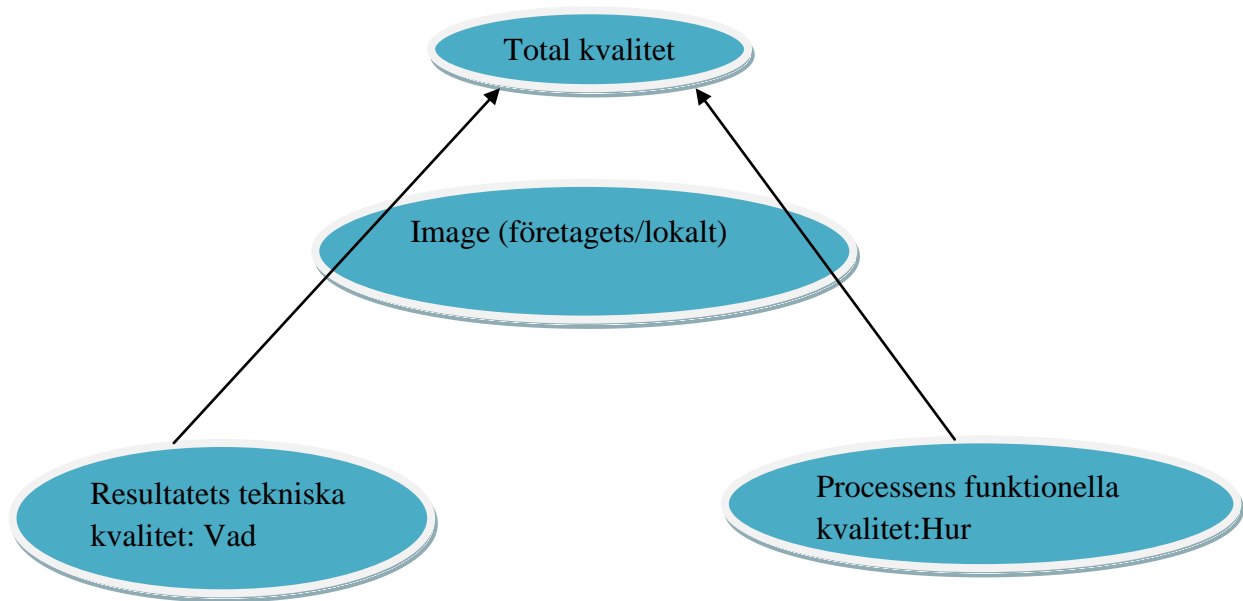 Total kvalitet
Image (företagets/lokalt)
Resultatets tekniska
kvalitet: Vad
Processens funktionella
kvalitet:Hur